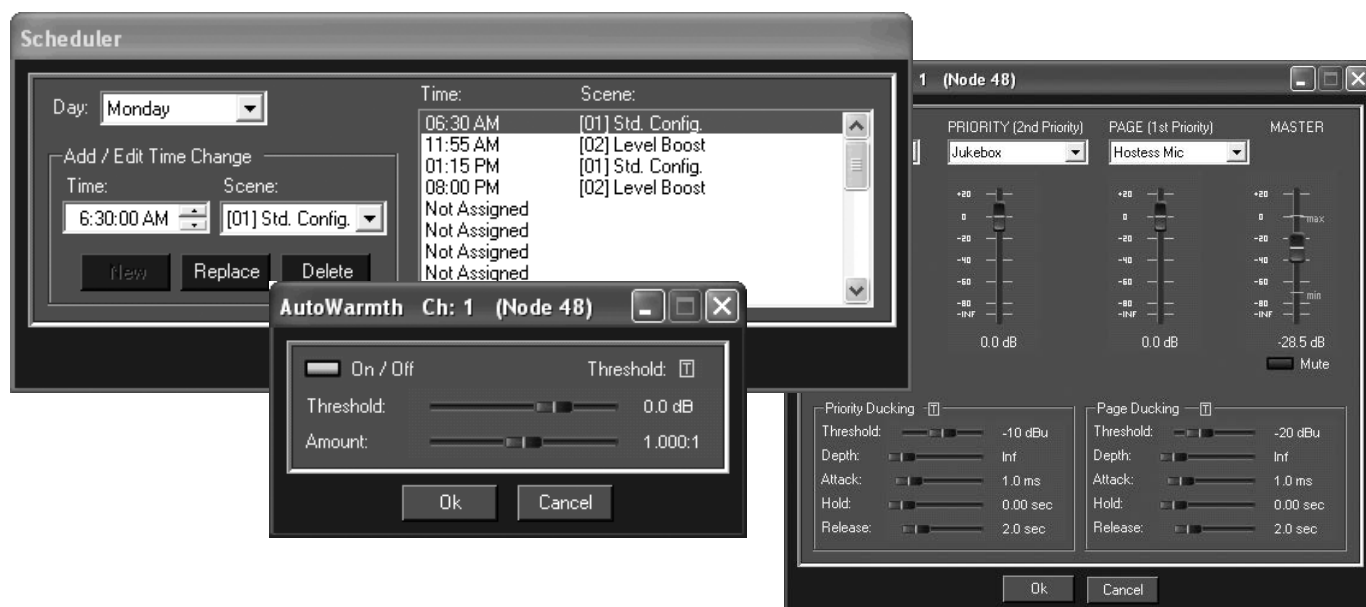 Scheduler
Day: Monday
Add / Edit Time Change
Time: Scene:
6:30:00 AM [01] Std. Config.
New Replace Delete
Time: Scene:
06:30 AM [01] Std. Config.
11:55 AM [02] Level Boost
01:15 PM [01] Std. Config.
08:00 PM [02] Level Boost
Not Assigned
Not Assigned
Not Assigned
Not Assigned
AutoWarmth Ch: 1 (Node 48)
On / Off Threshold: T
Threshold: 0.0 dB
Amount: 1.000:1
Ok Cancel
1 (Node 48)
PRIORITY (2nd Priority) PAGE (1st Priority) MASTER
Jukebox Hostess Mic
+20 +20 +20
0 0 0 max
-20 -20 -20
-40 -40 -40
-60 -60 -60
-80 -80 -80 min
-INF -INF -INF
0.0 dB 0.0 dB -28.5 dB
Mute
Priority Ducking T
Threshold: -10 dBu
Depth: Inf
Attack: 1.0 ms
Hold: 0.00 sec
Release: 2.0 sec
Page Ducking T
Threshold: -20 dBu
Depth: Inf
Attack: 1.0 ms
Hold: 0.00 sec
Release: 2.0 sec
Ok Cancel